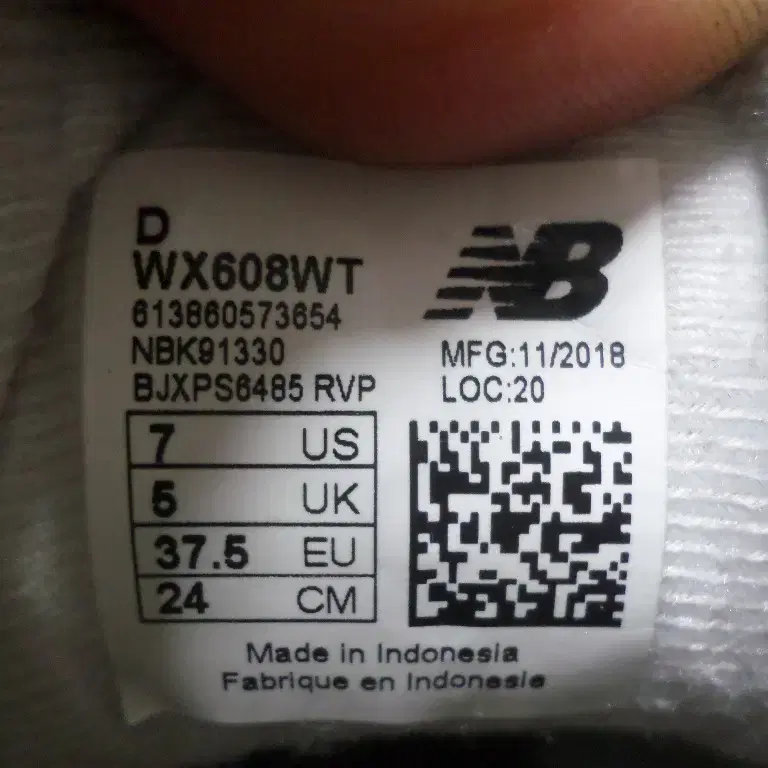 D
WX608WT
613860573654
NBK91330
BJXPS6485 RVP
NB
MFG:11/2018
LOC:20
7 US
5 UK
37.5 EU
24 CM
Made in Indonesia
Fabrique en Indonesie